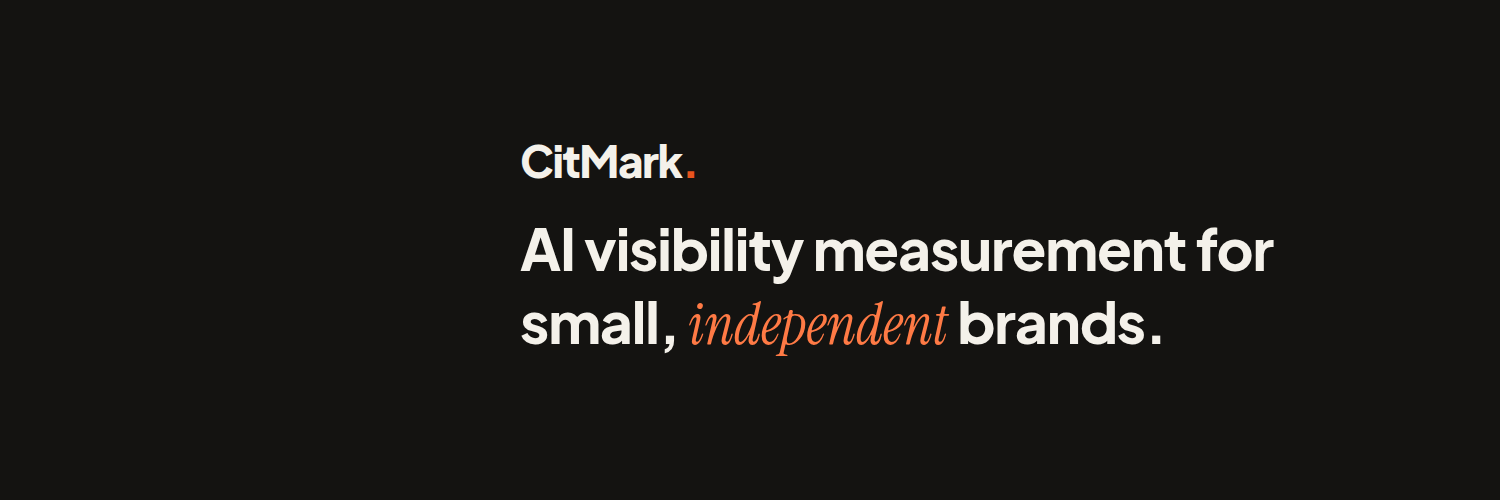 CitMark.
AI visibility measurement for
small, independent brands.